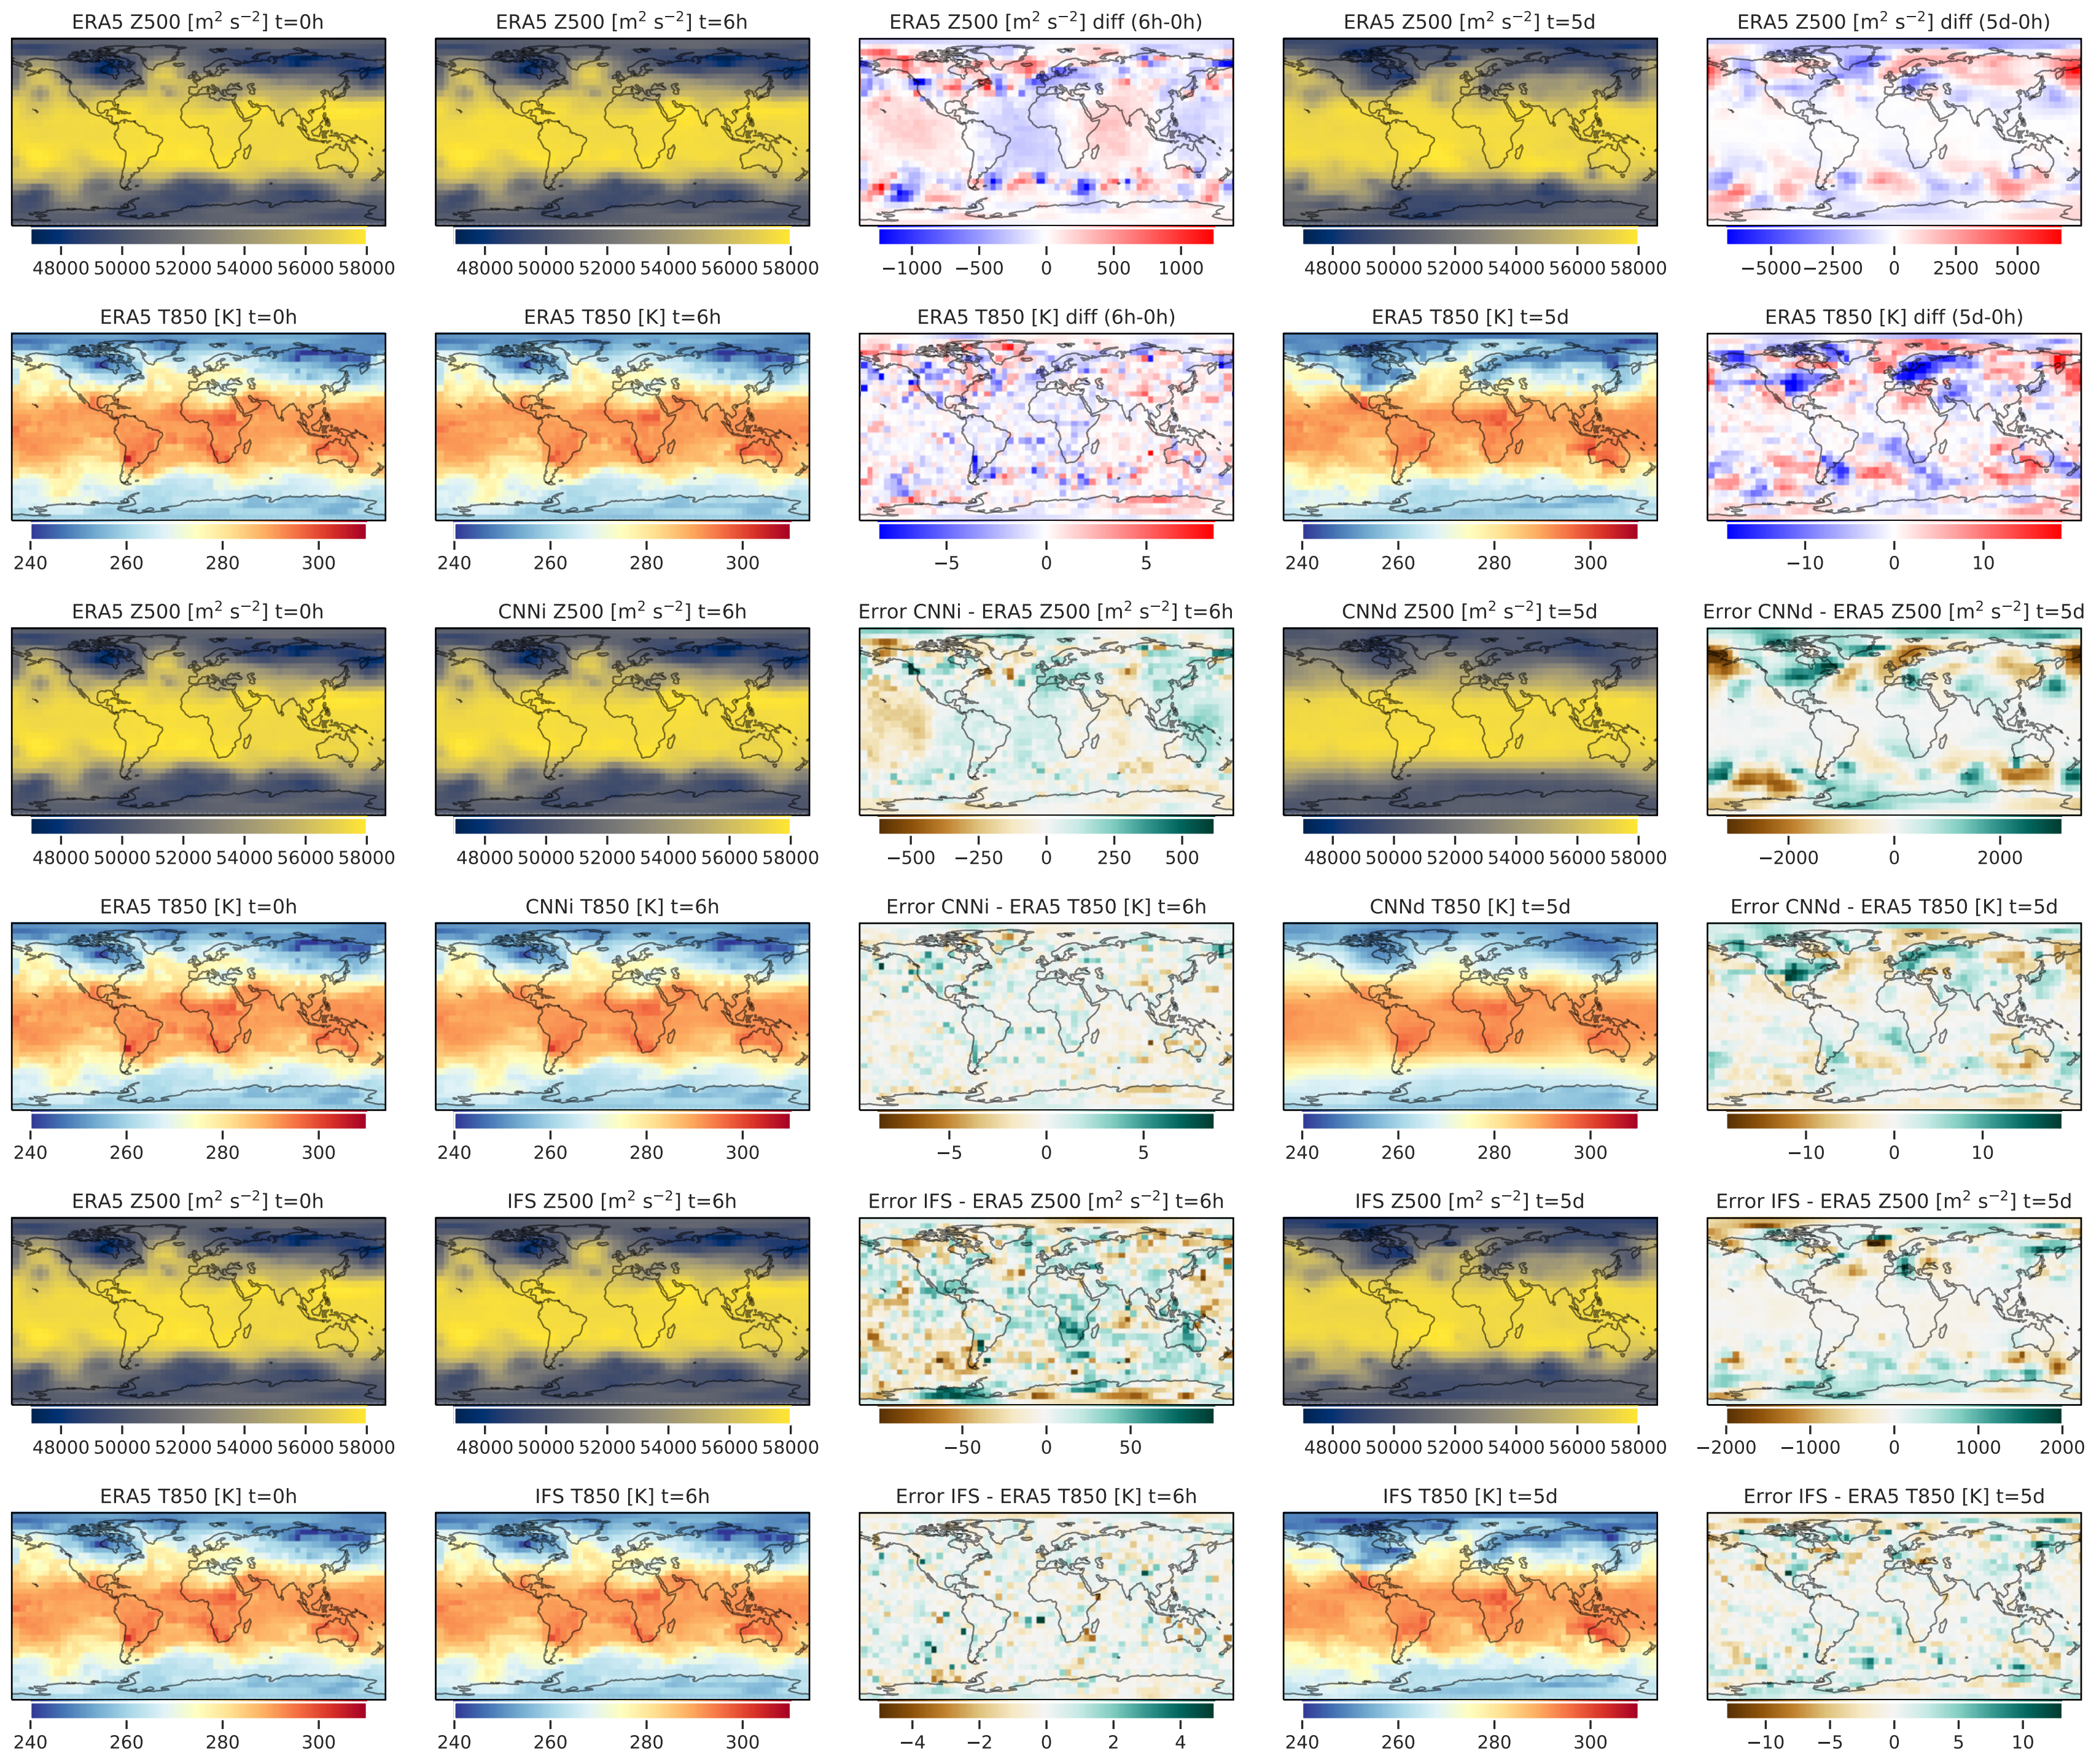 ERA5 Z500 [m² s⁻²] t=0h
ERA5 Z500 [m² s⁻²] t=6h
ERA5 Z500 [m² s⁻²] diff (6h-0h)
ERA5 Z500 [m² s⁻²] t=5d
ERA5 Z500 [m² s⁻²] diff (5d-0h)
48000 50000 52000 54000 56000 58000
48000 50000 52000 54000 56000 58000
−1000 −500 0 500 1000
48000 50000 52000 54000 56000 58000
−5000 −2500 0 2500 5000
ERA5 T850 [K] t=0h
ERA5 T850 [K] t=6h
ERA5 T850 [K] diff (6h-0h)
ERA5 T850 [K] t=5d
ERA5 T850 [K] diff (5d-0h)
240 260 280 300
240 260 280 300
−5 0 5
240 260 280 300
−10 0 10
ERA5 Z500 [m² s⁻²] t=0h
CNNi Z500 [m² s⁻²] t=6h
Error CNNi - ERA5 Z500 [m² s⁻²] t=6h
CNNd Z500 [m² s⁻²] t=5d
Error CNNd - ERA5 Z500 [m² s⁻²] t=5d
48000 50000 52000 54000 56000 58000
48000 50000 52000 54000 56000 58000
−500 −250 0 250 500
48000 50000 52000 54000 56000 58000
−2000 0 2000
ERA5 T850 [K] t=0h
CNNi T850 [K] t=6h
Error CNNi - ERA5 T850 [K] t=6h
CNNd T850 [K] t=5d
Error CNNd - ERA5 T850 [K] t=5d
240 260 280 300
240 260 280 300
−5 0 5
240 260 280 300
−10 0 10
ERA5 Z500 [m² s⁻²] t=0h
IFS Z500 [m² s⁻²] t=6h
Error IFS - ERA5 Z500 [m² s⁻²] t=6h
IFS Z500 [m² s⁻²] t=5d
Error IFS - ERA5 Z500 [m² s⁻²] t=5d
48000 50000 52000 54000 56000 58000
48000 50000 52000 54000 56000 58000
−50 0 50
48000 50000 52000 54000 56000 58000
−2000 −1000 0 1000 2000
ERA5 T850 [K] t=0h
IFS T850 [K] t=6h
Error IFS - ERA5 T850 [K] t=6h
IFS T850 [K] t=5d
Error IFS - ERA5 T850 [K] t=5d
240 260 280 300
240 260 280 300
−4 −2 0 2 4
240 260 280 300
−10 −5 0 5 10